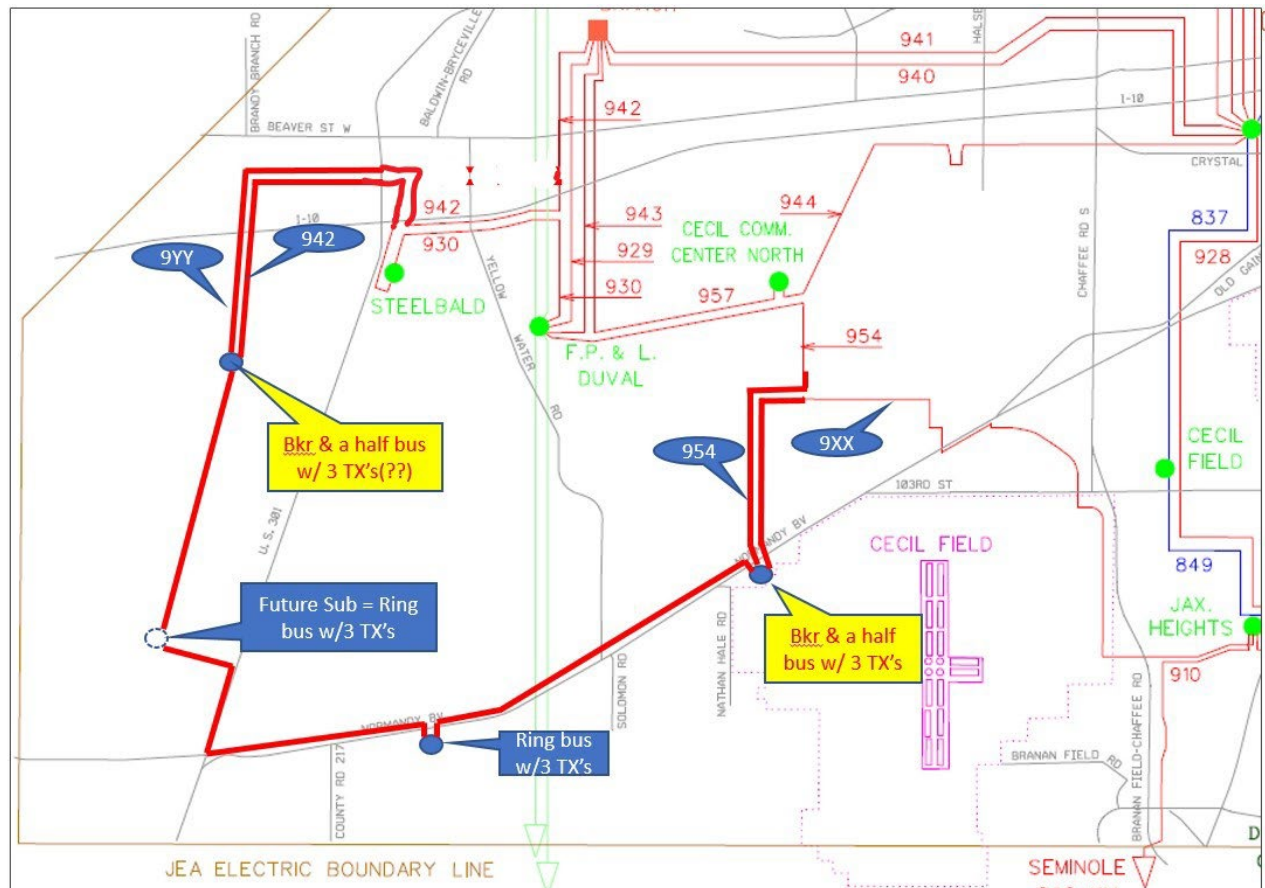 941
940
942
I-10
BRANDY BRANCH RD
BALDWIN-BRYCEVILLE
RD
HALSE
BEAVER ST W
CRYSTAL
I-10
942
930
943
929
930
944
CECIL COMM.
CENTER NORTH
957
837
928
CHAFFEE RD S
OLD GAIN
9YY
942
STEELBALD
YELLOW
WATER
RD
F.P. & L.
DUVAL
954
Bkr & a half bus
w/ 3 TX's(??)
954
9XX
CECIL
FIELD
103RD ST
U.S. 301
NORMANDY BV
CECIL FIELD
849
JAX.
HEIGHTS
Future Sub = Ring
bus w/3 TX's
Bkr & a half
bus w/ 3 TX's
910
NATHAN HALE RD
SOLOMON RD
NORMANDY BV
Ring bus
w/3 TX's
COUNTY RD 217
BRANAN FIELD RD
BRANAN FIELD-CHAFFEE RD
JEA ELECTRIC BOUNDARY LINE
SEMINOLE